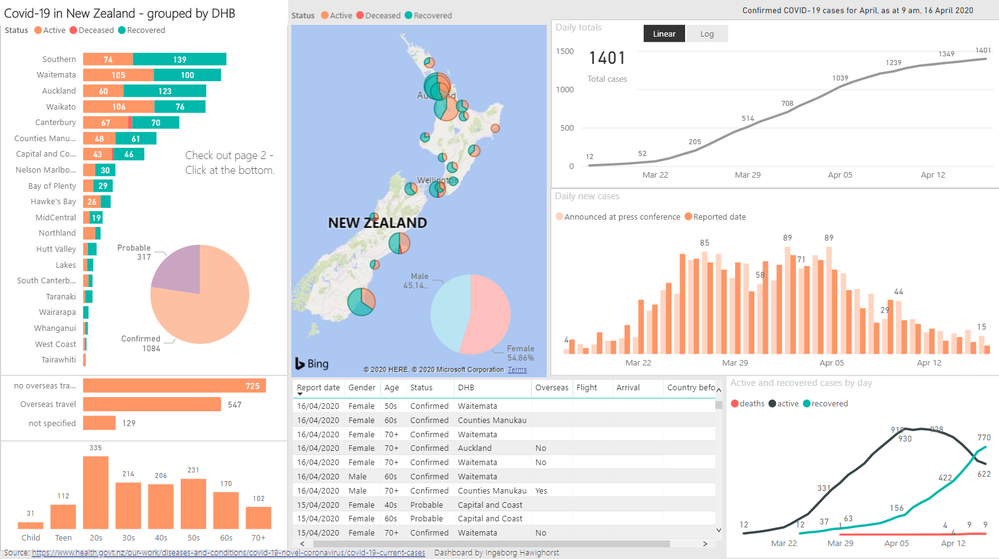 Covid-19 in New Zealand - grouped by DHB
Status Active Deceased Recovered
Southern 74 139
Waitemata 105 100
Auckland 60 123
Waikato 106 76
Canterbury 67 70
Counties Manu... 48 61
Capital and Co... 43 46
Nelson Marlbo... 30
Bay of Plenty 29
Hawke's Bay 26
MidCentral 19
Northland
Hutt Valley
Lakes
South Canterb...
Taranaki
Wairarapa
Whanganui
West Coast
Tairawhiti
Check out page 2 -
Click at the bottom.
Probable
317
Confirmed
1084
no overseas tra... 725
Overseas travel 547
not specified 129
335
214
206
231
170
112
102
31
Child Teen 20s 30s 40s 50s 60s 70+
Status Active Deceased Recovered
Wellington
NEW ZEALAND
Male
45,14...
Female
54.86%
Bing
© 2020 HERE, © 2020 Microsoft Corporation Terms
Confirmed COVID-19 cases for April, as at 9 am, 16 April 2020
Daily totals
Linear Log
1401
Total cases
1500
1000
500
0
12 52 205 514 708 1039 1239 1349 1401
Mar 22 Mar 29 Apr 05 Apr 12
Daily new cases
Announced at press conference Reported date
4 85 58 89 71 89 29 44 15
Mar 22 Mar 29 Apr 05 Apr 12
Report date Gender Age Status DHB Overseas Flight Arrival Country befo
16/04/2020 Female 50s Confirmed Waitemata
16/04/2020 Female 60s Confirmed Counties Manukau
16/04/2020 Female 70+ Confirmed Waitemata
16/04/2020 Female 70+ Confirmed Auckland No
16/04/2020 Female 70+ Confirmed Waitemata No
16/04/2020 Male 60s Confirmed Waitemata
16/04/2020 Male 70+ Confirmed Counties Manukau Yes
15/04/2020 Female 40s Probable Capital and Coast
15/04/2020 Female 60s Probable Capital and Coast
15/04/2020 Female 70+ Confirmed Waitemata No
Active and recovered cases by day
deaths active recovered
930
331
770
622
422
156
12 12 37 1 63 4 9 9
Mar 22 Mar 29 Apr 05 Apr 12
Source: https://www.health.govt.nz/our-work/diseases-and-conditions/covid-19-novel-coronavirus/covid-19-current-cases Dashboard by Ingeborg Hawighorst